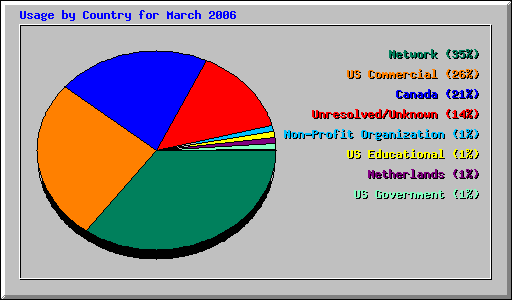 Usage by Country for March 2006
Network (35%)
US Commercial (26%)
Canada (21%)
Unresolved/Unknown (14%)
Non-Profit Organization (1%)
US Educational (1%)
Netherlands (1%)
US Government (1%)